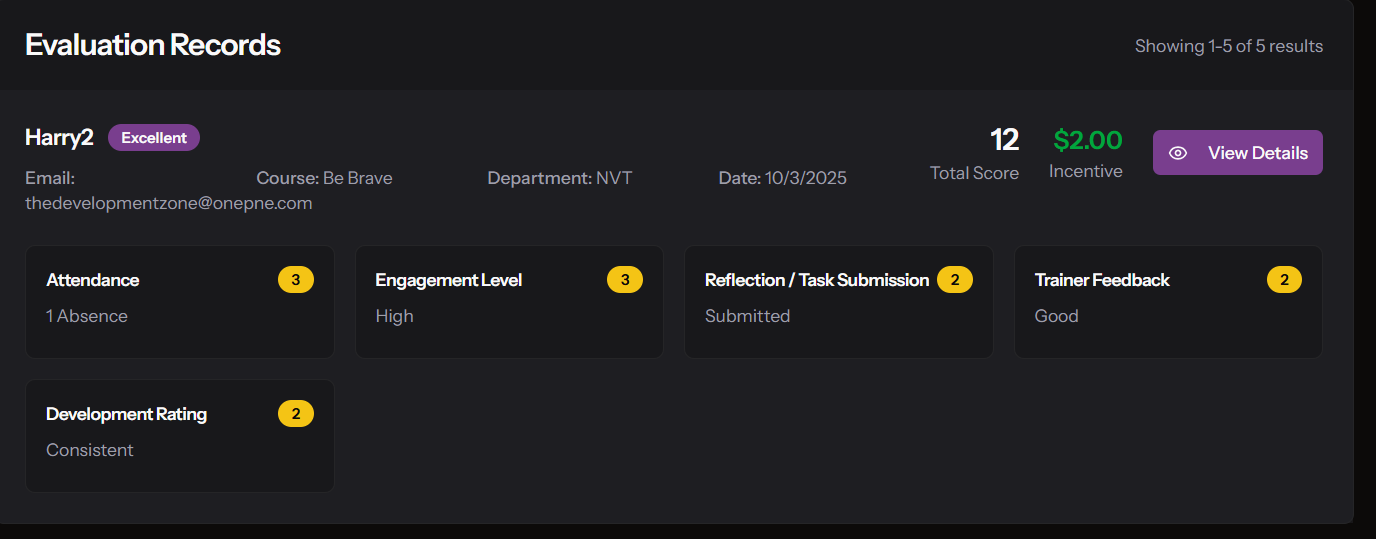 Evaluation Records
Showing 1-5 of 5 results
Harry2 Excellent
12
Total Score
$2.00
Incentive
View Details
Email:
thedevelopmentzone@onepne.com
Course: Be Brave
Department: NVT
Date: 10/3/2025
Attendance 3
1 Absence
Engagement Level 3
High
Reflection / Task Submission 2
Submitted
Trainer Feedback 2
Good
Development Rating 2
Consistent